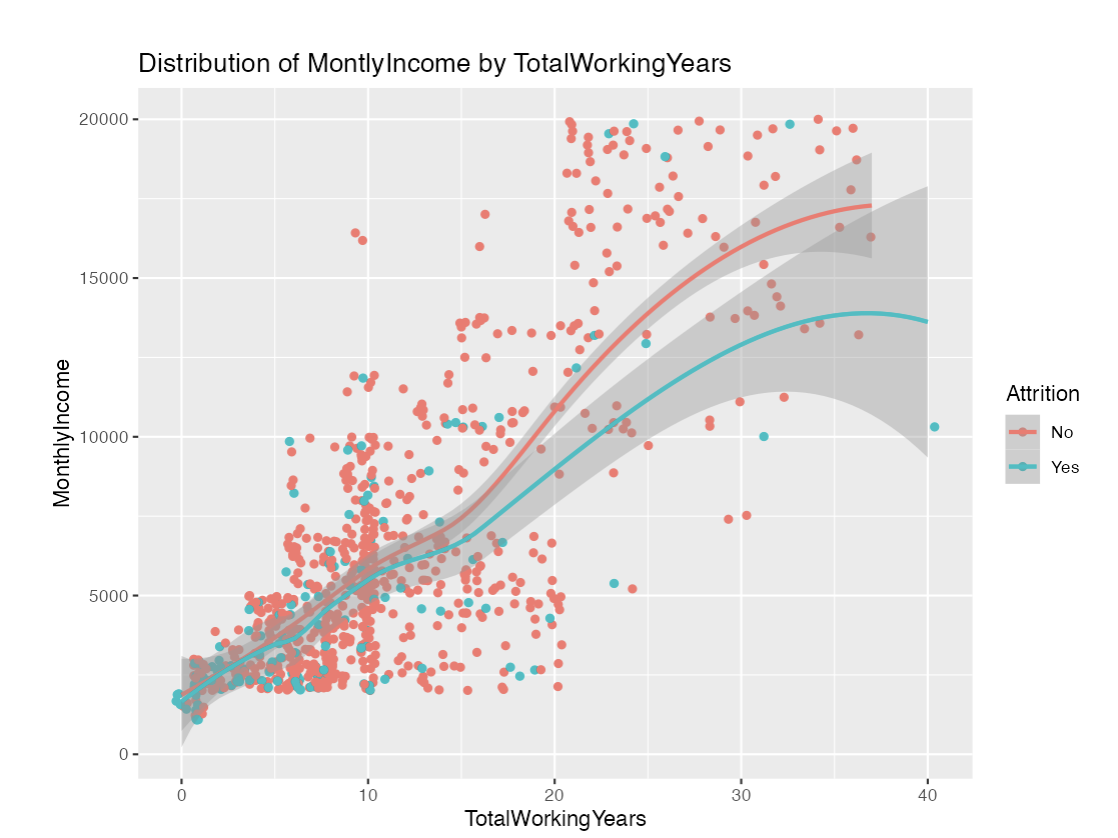 Distribution of MontlyIncome by TotalWorkingYears
20000
15000
10000
5000
0
MonthlyIncome
0 10 20 30 40
TotalWorkingYears
Attrition
No
Yes